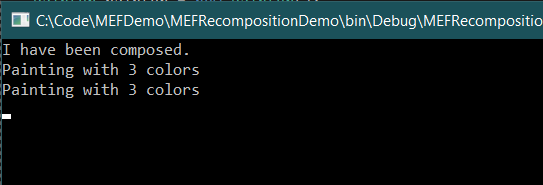 C:\Code\MEFDemo\MEFRecompositionDemo\bin\Debug\MEFRecompositio
I have been composed.
Painting with 3 colors
Painting with 3 colors